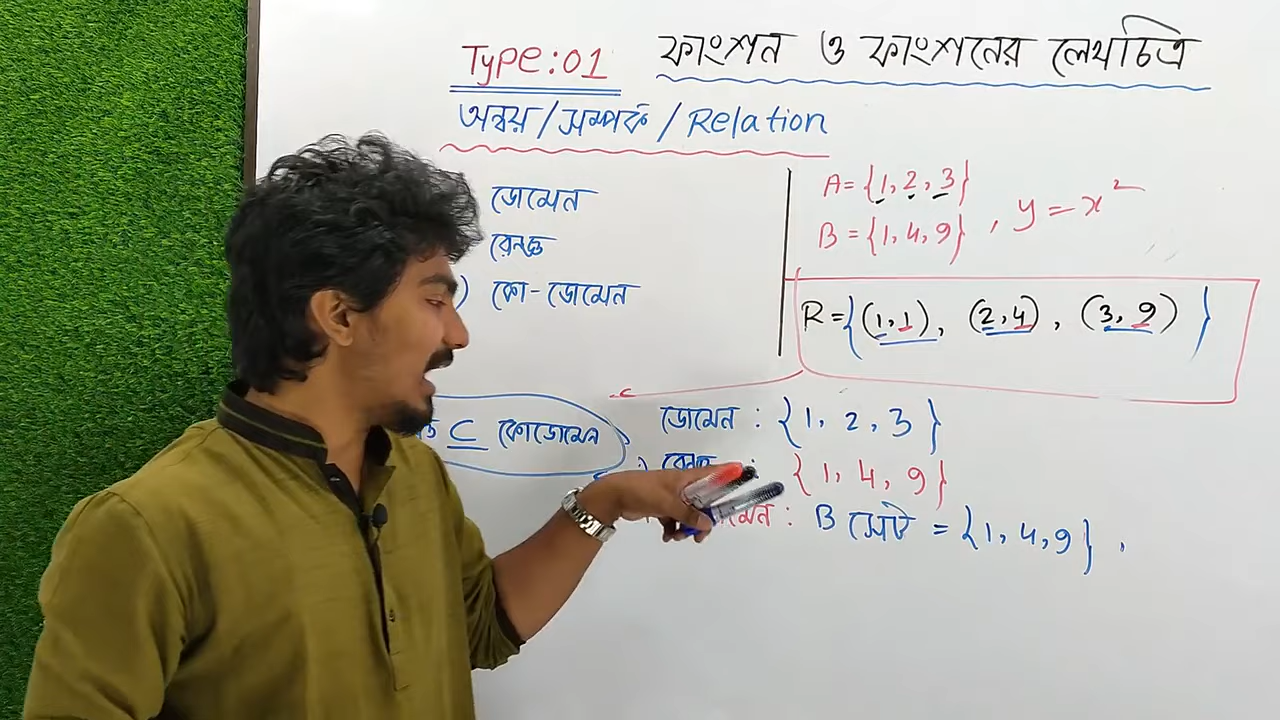 Type:01 ফাংশন ও ফাংশনের লেখচিত্র
অন্বয়/সম্পর্ক/Relation
ডোমেন
রেনজ্ঞ
) কো-ডোমেন
A={1,2,3}
B={1,4,9}, y=x²
R={(1,1), (2,4), (3,9)}
⊂ কোডোমেন
ডোমেন : {1, 2, 3}
: {1, 4, 9}
: B সেট = {1,4,9},